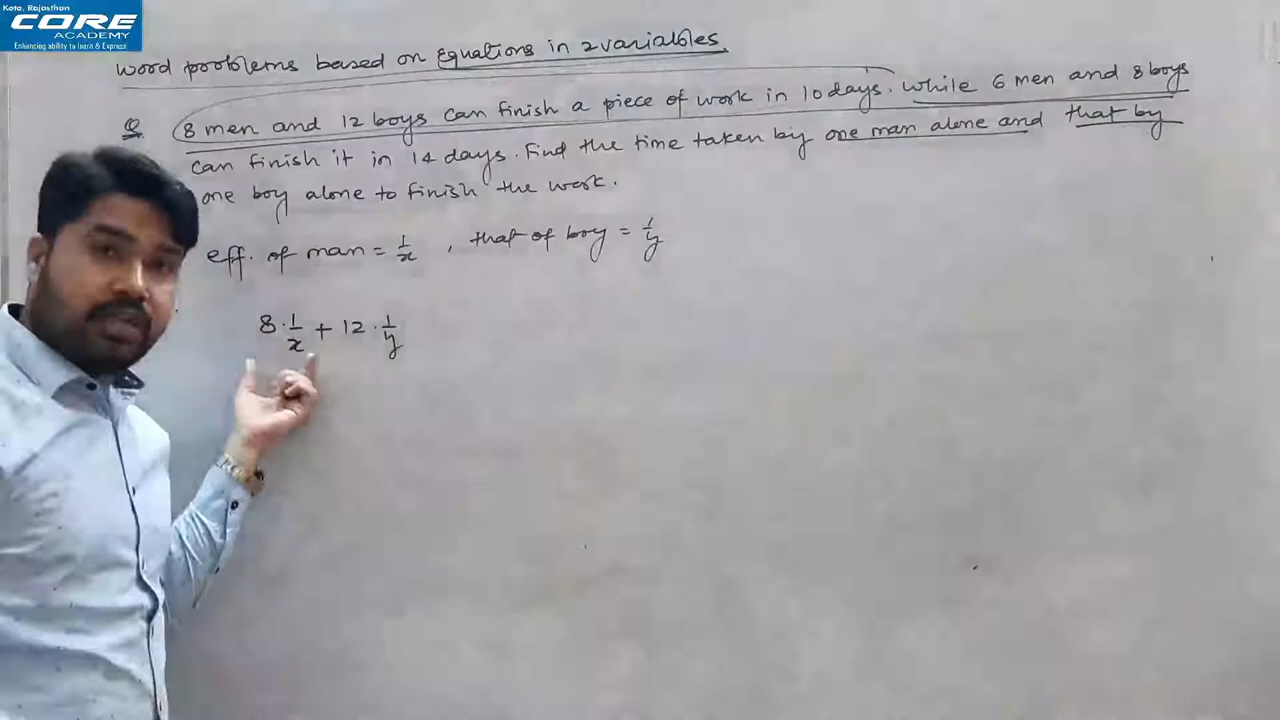 Kota, Rajasthan
CORE
ACADEMY
Enhancing ability to learn & Express
Word problems based on Equations in 2 variables
Q. 8 men and 12 boys can finish a piece of work in 10 days. while 6 men and 8 boys
can finish it in 14 days. Find the time taken by one man alone and that by
one boy alone to finish the work.
eff. of man = 1/x , that of boy = 1/y
8 · 1/x + 12 · 1/y